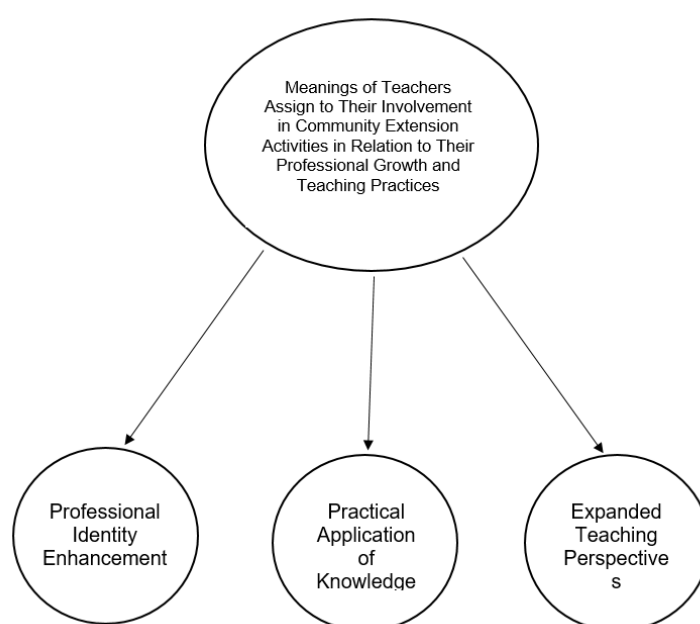 Meanings of Teachers
Assign to Their Involvement
in Community Extension
Activities in Relation to Their
Professional Growth and
Teaching Practices
Professional
Identity
Enhancement
Practical
Application
of
Knowledge
Expanded
Teaching
Perspective
s